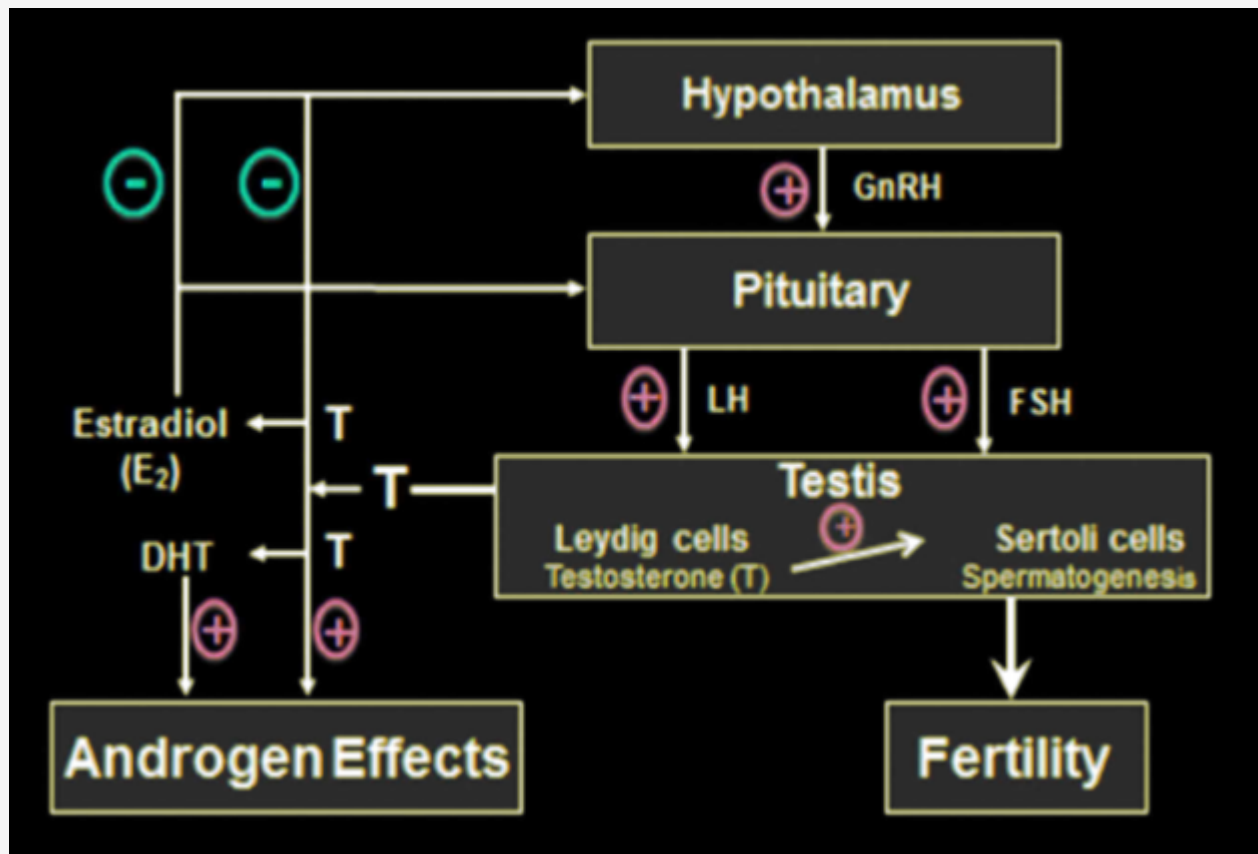 Hypothalamus
-
-
+
GnRH
Pituitary
+
LH
+
FSH
Estradiol
(E₂)
T
T
DHT
T
Testis
+
Leydig cells
Testosterone (T)
Sertoli cells
Spermatogenesis
+
+
Androgen Effects
Fertility